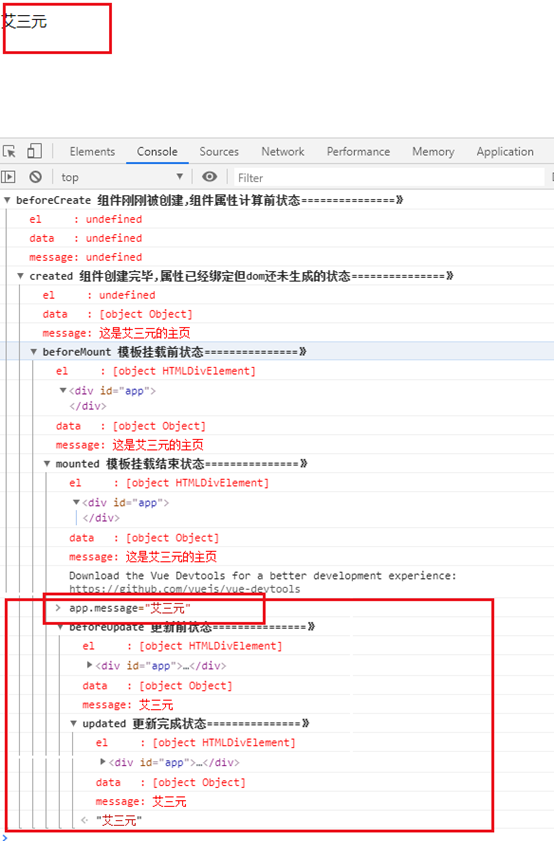 艾三元
Elements Console Sources Network Performance Memory Application
top Filter
beforeCreate 组件刚刚被创建,组件属性计算前状态===============》
el : undefined
data : undefined
message: undefined
created 组件创建完毕,属性已经绑定但dom还未生成的状态===============》
el : undefined
data : [object Object]
message: 这是艾三元的主页
beforeMount 模板挂载前状态===============》
el : [object HTMLDivElement]
<div id="app">
</div>
data : [object Object]
message: 这是艾三元的主页
mounted 模板挂载结束状态===============》
el : [object HTMLDivElement]
<div id="app">
</div>
data : [object Object]
message: 这是艾三元的主页
Download the Vue Devtools for a better development experience:
https://github.com/vuejs/vue-devtools
> app.message="艾三元"
beforeUpdate 更新前状态===============》
el : [object HTMLDivElement]
<div id="app">…</div>
data : [object Object]
message: 艾三元
updated 更新完成状态===============》
el : [object HTMLDivElement]
<div id="app">…</div>
data : [object Object]
message: 艾三元
"艾三元"